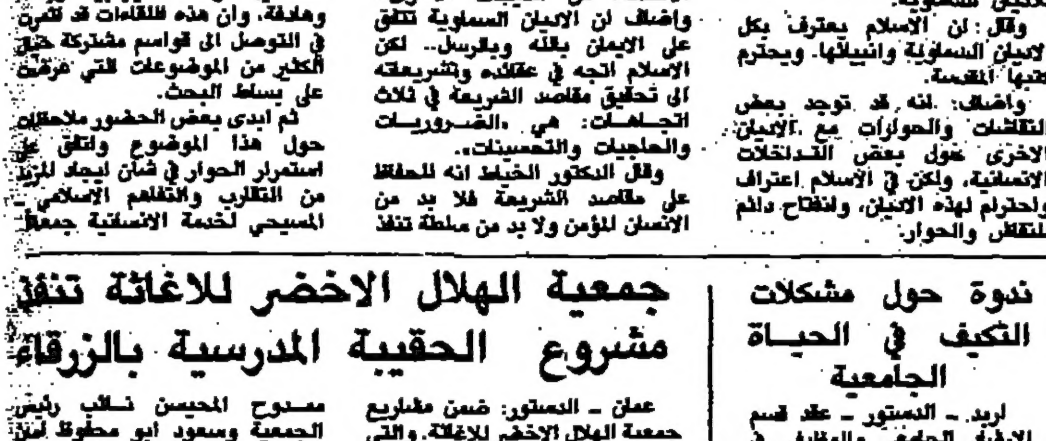 للأديان السماوية.
وقال: ان الاسلام يعترف بكل
الاديان السماوية وانبيائها. ويحترم
كتبها المقدسة.
واضاف: انه قد توجد بعض
النقاشات والحوارات مع الاديان
الاخرى حول بعض التداخلات
الانسانية، ولكن في الاسلام اعتراف
واحترام لهذه الاديان، وانفتاح دائم
للنقاش والحوار.
واضاف ان الاديان السماوية تتفق
على الايمان بالله وبالرسل.. لكن
الاسلام اتجه في عقائده وتشريعاته
الى تحقيق مقاصد الشريعة في ثلاث
اتجاهات: هي «الضروريات
والحاجيات والتحسينات».
وقال الدكتور الخياط انه للحفاظ
على مقاصد الشريعة فلا بد من
الانسان المؤمن ولا بد من سلطة تنفذ
وهادفة، وان هذه اللقاءات قد تثمرن
في التوصل الى قواسم مشتركة حيال
الكثير من الموضوعات التي عرضت
على بساط البحث.
ثم ابدى بعض الحضور ملاحظات
حول هذا الموضوع واتفق على
استمرار الحوار في شأن ايجاد المزيد
من التقارب والتفاهم الاسلامي -
المسيحي لخدمة الانسانية جمعاء
ندوة حول مشكلات
التكيف في الحياة
الجامعية
اربد - الدستور - عقد قسم
جمعية الهلال الاخضر للاغاثة تنفذ
مشروع الحقيبة المدرسية بالزرقاء
عمان - الدستور: ضمن مشاريع
جمعية الهلال الاخضر للاغاثة، والتي
ممدوح المحيسن نائب رئيس
الجمعية وسعود ابو محفوظ امين